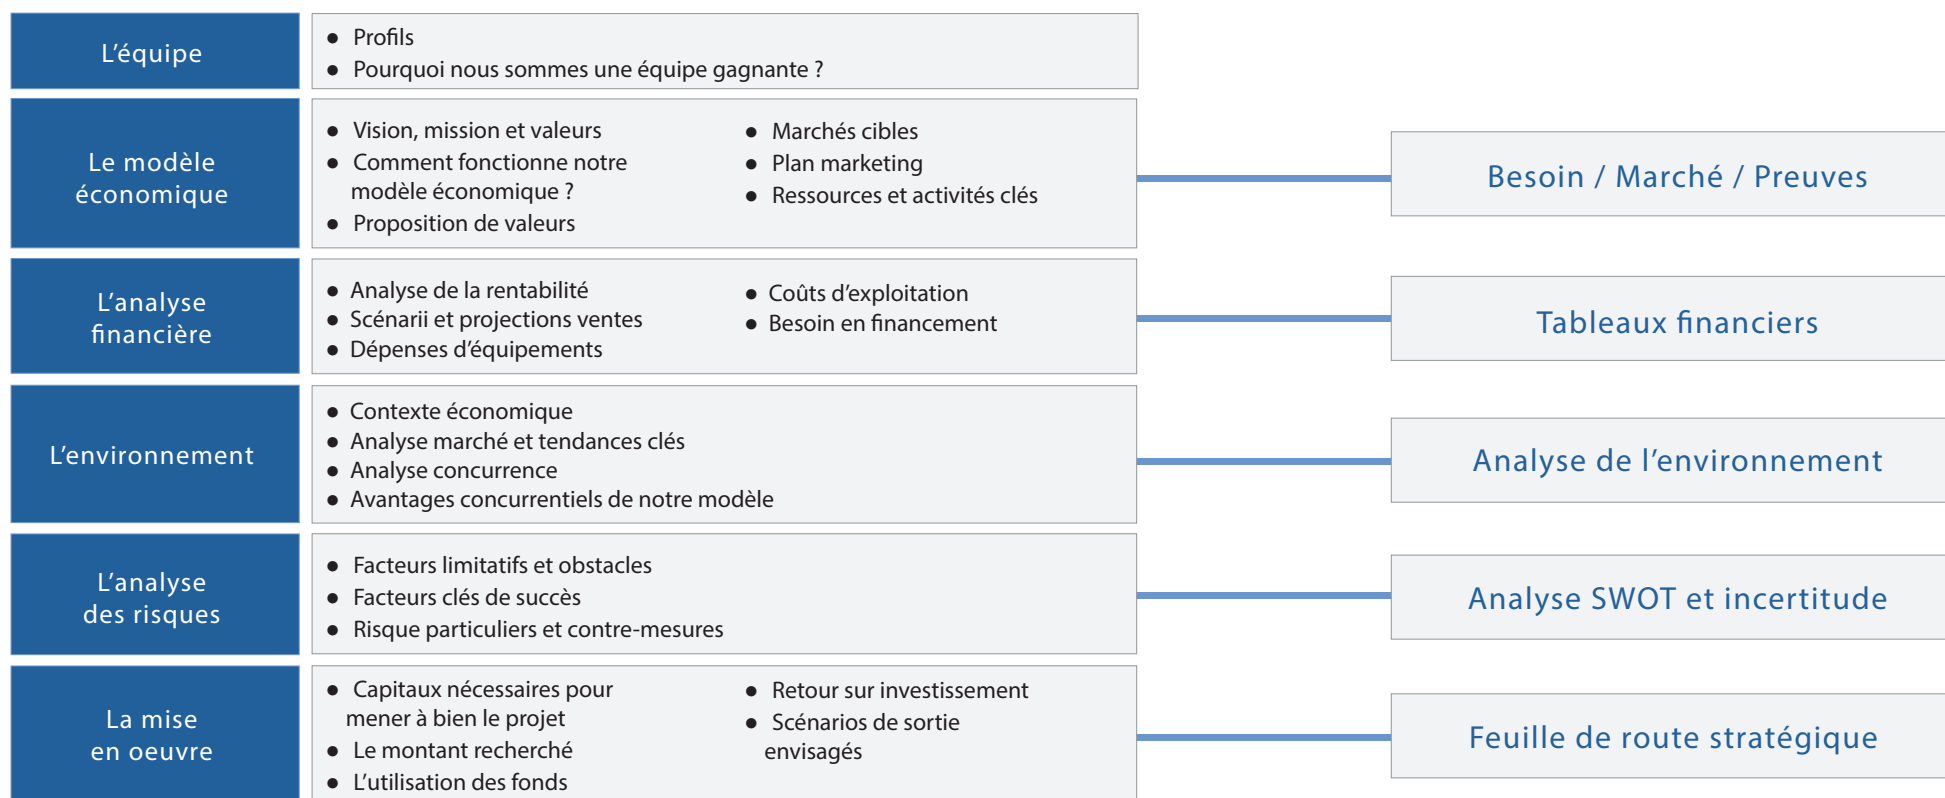 L'équipe
● Profils
● Pourquoi nous sommes une équipe gagnante ?
Le modèle
économique
● Vision, mission et valeurs
● Comment fonctionne notre
modèle économique ?
● Proposition de valeurs
● Marchés cibles
● Plan marketing
● Ressources et activités clés
Besoin / Marché / Preuves
L'analyse
financière
● Analyse de la rentabilité
● Scénarii et projections ventes
● Dépenses d'équipements
● Coûts d'exploitation
● Besoin en financement
Tableaux financiers
L'environnement
● Contexte économique
● Analyse marché et tendances clés
● Analyse concurrence
● Avantages concurrentiels de notre modèle
Analyse de l'environnement
L'analyse
des risques
● Facteurs limitatifs et obstacles
● Facteurs clés de succès
● Risque particuliers et contre-mesures
Analyse SWOT et incertitude
La mise
en oeuvre
● Capitaux nécessaires pour
mener à bien le projet
● Le montant recherché
● L'utilisation des fonds
● Retour sur investissement
● Scénarios de sortie
envisagés
Feuille de route stratégique